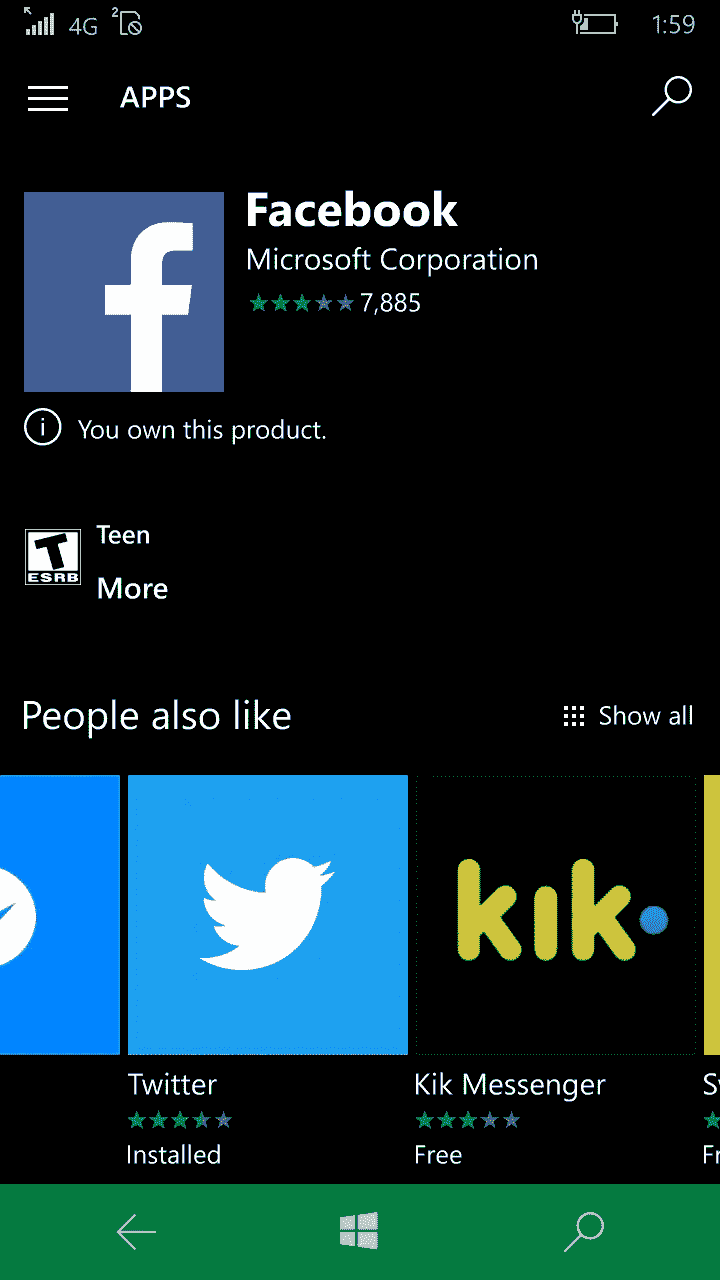 4G 2 1:59
APPS
Facebook
Microsoft Corporation
7,885
You own this product.
T
ESRB
Teen
More
People also like
Show all
kik
Twitter
Kik Messenger
Installed
Free